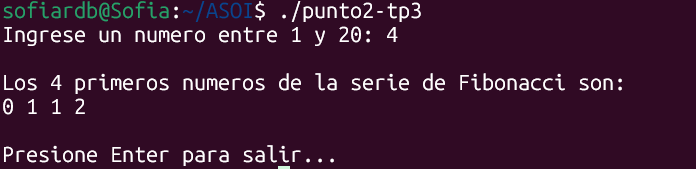 sofiardb@Sofia:~/ASOI$ ./punto2-tp3
Ingrese un numero entre 1 y 20: 4
Los 4 primeros numeros de la serie de Fibonacci son:
0 1 1 2
Presione Enter para salir...